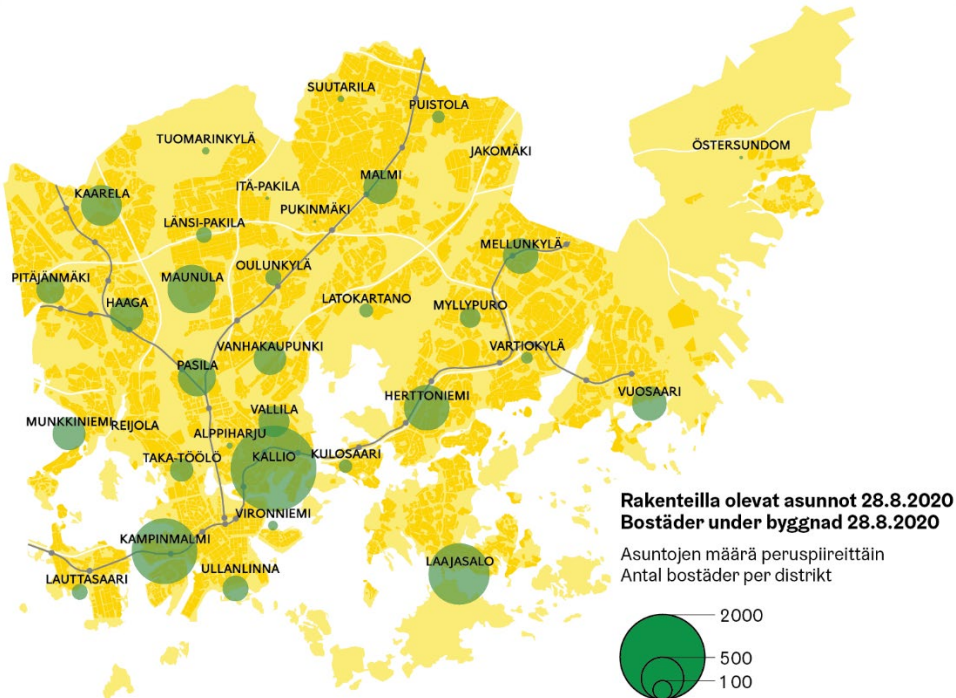 SUUTARILA
PUISTOLA
TUOMARINKYLÄ
ÖSTERSUNDOM
JAKOMÄKI
MALMI
ITÄ-PAKILA
KAARELA
PUKINMÄKI
LÄNSI-PAKILA
MELLUNKYLÄ
OULUNKYLÄ
PITÄJÄNMÄKI
MAUNULA
LATOKARTANO
HAAGA
MYLLYPURO
VANHAKAUPUNKI
VARTIOKYLÄ
PASILA
VUOSAARI
HERTTONIEMI
VALLILA
MUNKKINIEMI
REIJOLA
ALPPIHARJU
TAKA-TÖÖLÖ
KALLIO
KULOSAARI
VIRONNIEMI
KAMPINMALMI
LAAJASALO
ULLANLINNA
LAUTTASAARI
Rakenteilla olevat asunnot 28.8.2020
Bostäder under byggnad 28.8.2020
Asuntojen määrä peruspiireittäin
Antal bostäder per distrikt
2000
500
100